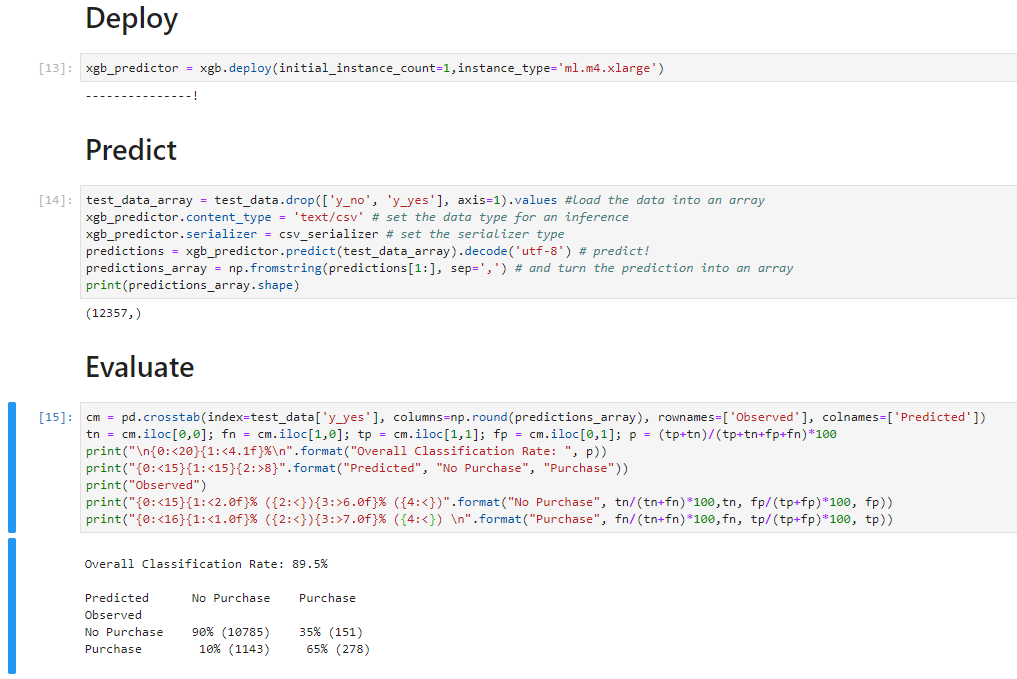 Deploy
[13]: xgb_predictor = xgb.deploy(initial_instance_count=1,instance_type='ml.m4.xlarge')
---------------!
Predict
[14]: test_data_array = test_data.drop(['y_no', 'y_yes'], axis=1).values #load the data into an array
xgb_predictor.content_type = 'text/csv' # set the data type for an inference
xgb_predictor.serializer = csv_serializer # set the serializer type
predictions = xgb_predictor.predict(test_data_array).decode('utf-8') # predict!
predictions_array = np.fromstring(predictions[1:], sep=',') # and turn the prediction into an array
print(predictions_array.shape)
(12357,)
Evaluate
[15]: cm = pd.crosstab(index=test_data['y_yes'], columns=np.round(predictions_array), rownames=['Observed'], colnames=['Predicted'])
tn = cm.iloc[0,0]; fn = cm.iloc[1,0]; tp = cm.iloc[1,1]; fp = cm.iloc[0,1]; p = (tp+tn)/(tp+tn+fp+fn)*100
print("\n{0:<20}{1:<4.1f}%\n".format("Overall Classification Rate: ", p))
print("{0:<15}{1:<15}{2:>8}".format("Predicted", "No Purchase", "Purchase"))
print("Observed")
print("{0:<15}{1:<2.0f}% ({2:<}){3:>6.0f}% ({4:<})".format("No Purchase", tn/(tn+fn)*100,tn, fp/(tp+fp)*100, fp))
print("{0:<16}{1:<1.0f}% ({2:<}){3:>7.0f}% ({4:<}) \n".format("Purchase", fn/(tn+fn)*100,fn, tp/(tp+fp)*100, tp))
Overall Classification Rate: 89.5%
Predicted No Purchase Purchase
Observed
No Purchase 90% (10785) 35% (151)
Purchase 10% (1143) 65% (278)